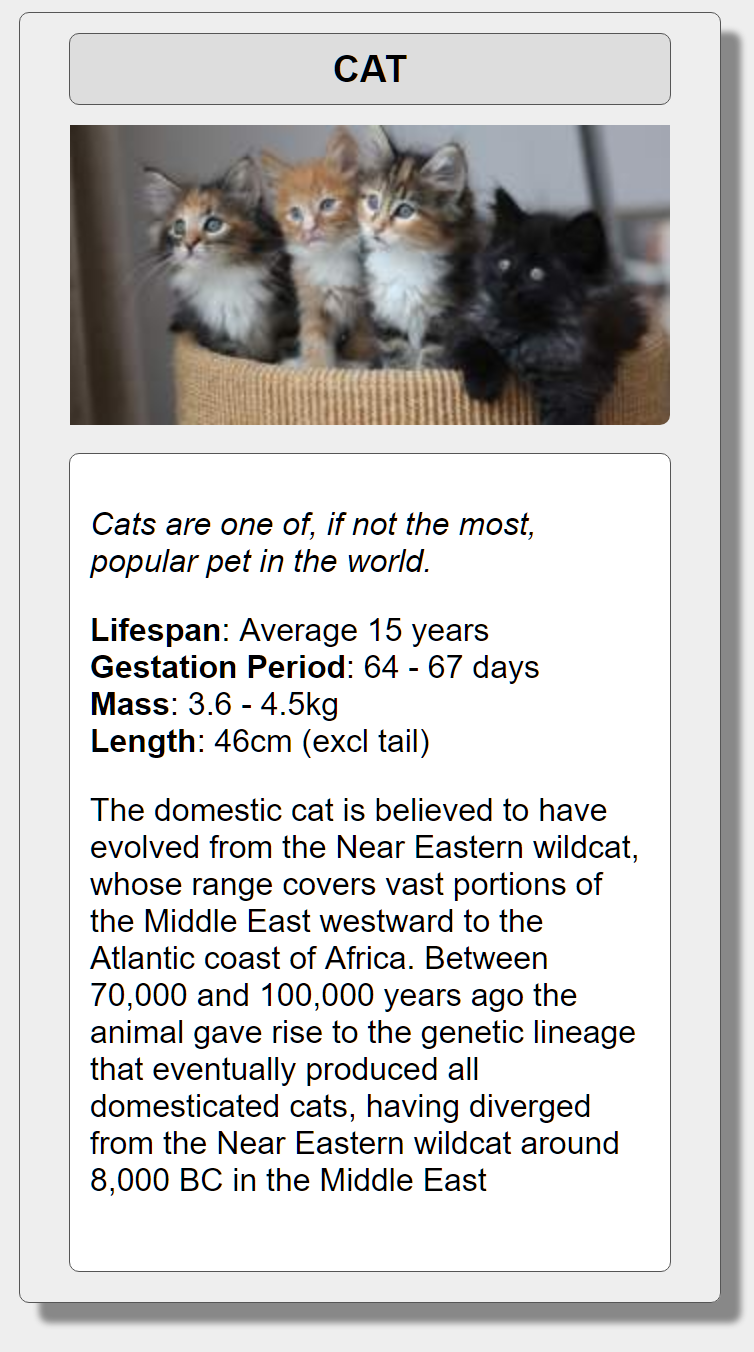 CAT
Cats are one of, if not the most,
popular pet in the world.
Lifespan: Average 15 years
Gestation Period: 64 - 67 days
Mass: 3.6 - 4.5kg
Length: 46cm (excl tail)
The domestic cat is believed to have
evolved from the Near Eastern wildcat,
whose range covers vast portions of
the Middle East westward to the
Atlantic coast of Africa. Between
70,000 and 100,000 years ago the
animal gave rise to the genetic lineage
that eventually produced all
domesticated cats, having diverged
from the Near Eastern wildcat around
8,000 BC in the Middle East